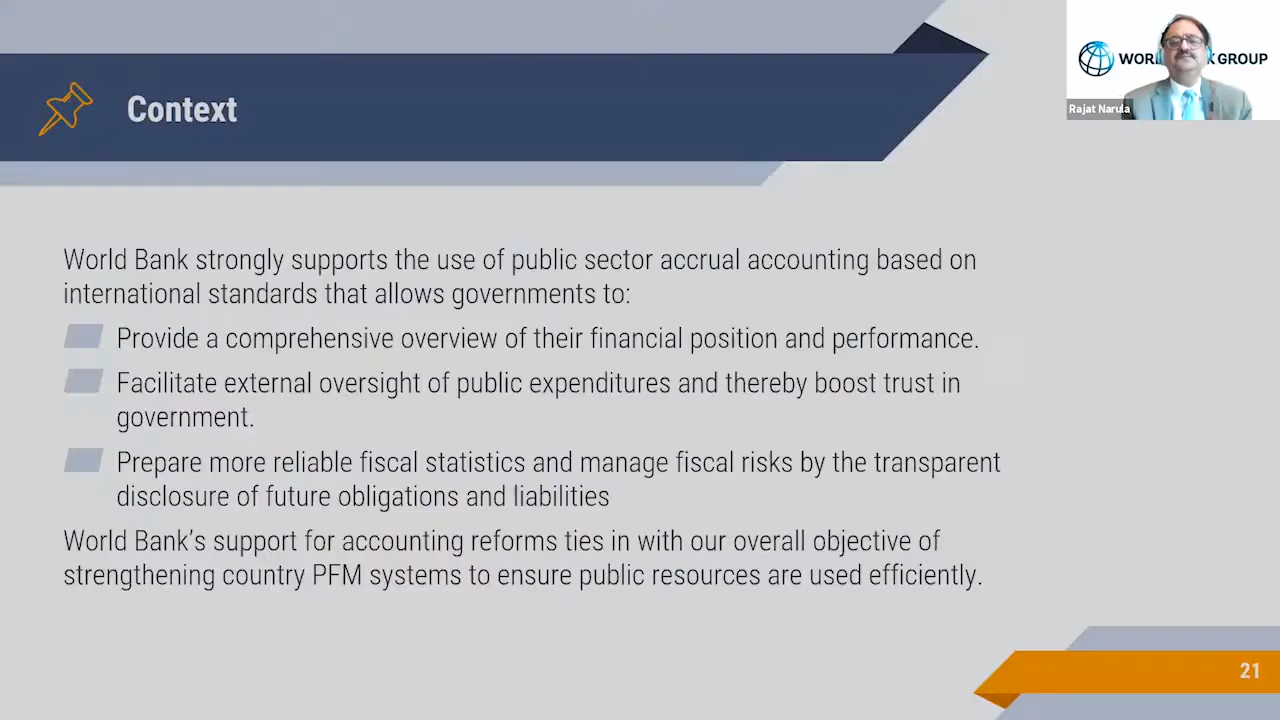 Context
WORL K GROUP
Rajat Narula
World Bank strongly supports the use of public sector accrual accounting based on
international standards that allows governments to:
Provide a comprehensive overview of their financial position and performance.
Facilitate external oversight of public expenditures and thereby boost trust in
government.
Prepare more reliable fiscal statistics and manage fiscal risks by the transparent
disclosure of future obligations and liabilities
World Bank’s support for accounting reforms ties in with our overall objective of
strengthening country PFM systems to ensure public resources are used efficiently.
21